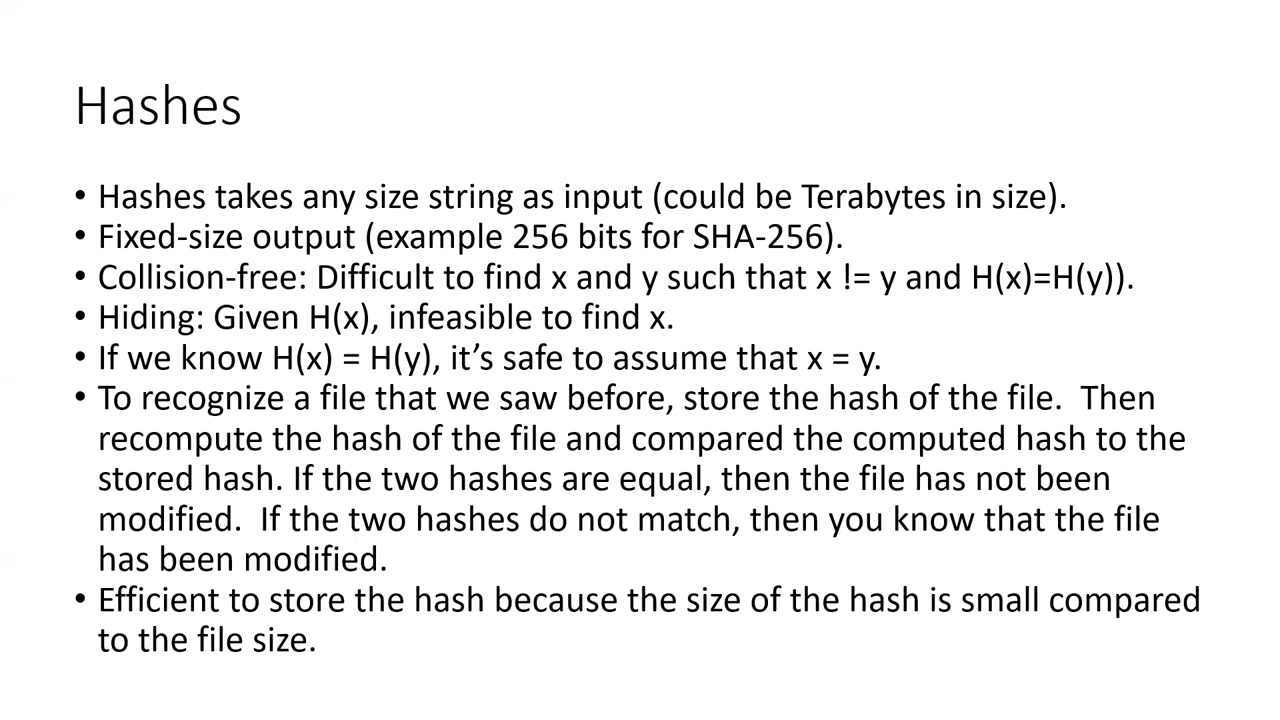 Hashes
• Hashes takes any size string as input (could be Terabytes in size).
• Fixed-size output (example 256 bits for SHA-256).
• Collision-free: Difficult to find x and y such that x != y and H(x)=H(y)).
• Hiding: Given H(x), infeasible to find x.
• If we know H(x) = H(y), it’s safe to assume that x = y.
• To recognize a file that we saw before, store the hash of the file.  Then
recompute the hash of the file and compared the computed hash to the
stored hash. If the two hashes are equal, then the file has not been
modified.  If the two hashes do not match, then you know that the file
has been modified.
• Efficient to store the hash because the size of the hash is small compared
to the file size.